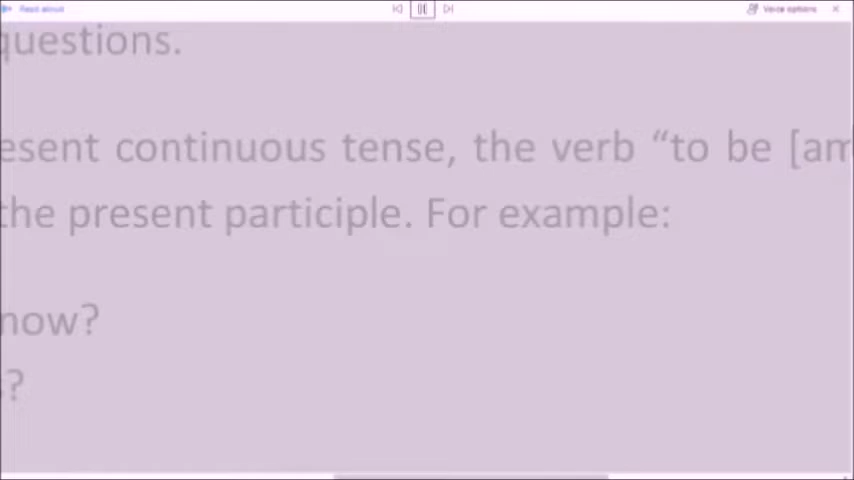 Read aloud
Voice options
questions.
esent continuous tense, the verb “to be [am
the present participle. For example:
now?
?